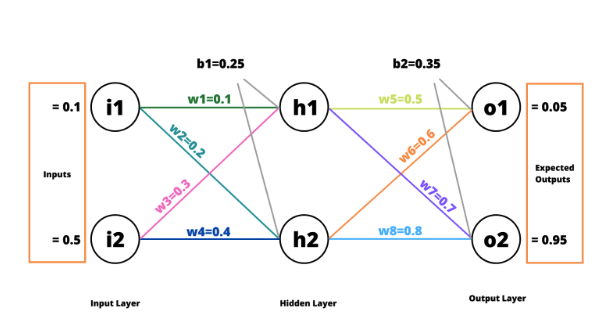 b1=0.25
b2=0.35
= 0.1
i1
w1=0.1
h1
w5=0.5
o1
= 0.05
w2=0.2
w6=0.6
Inputs
Expected
Outputs
w3=0.3
w7=0.7
= 0.5
i2
w4=0.4
h2
w8=0.8
o2
= 0.95
Input Layer
Hidden Layer
Output Layer